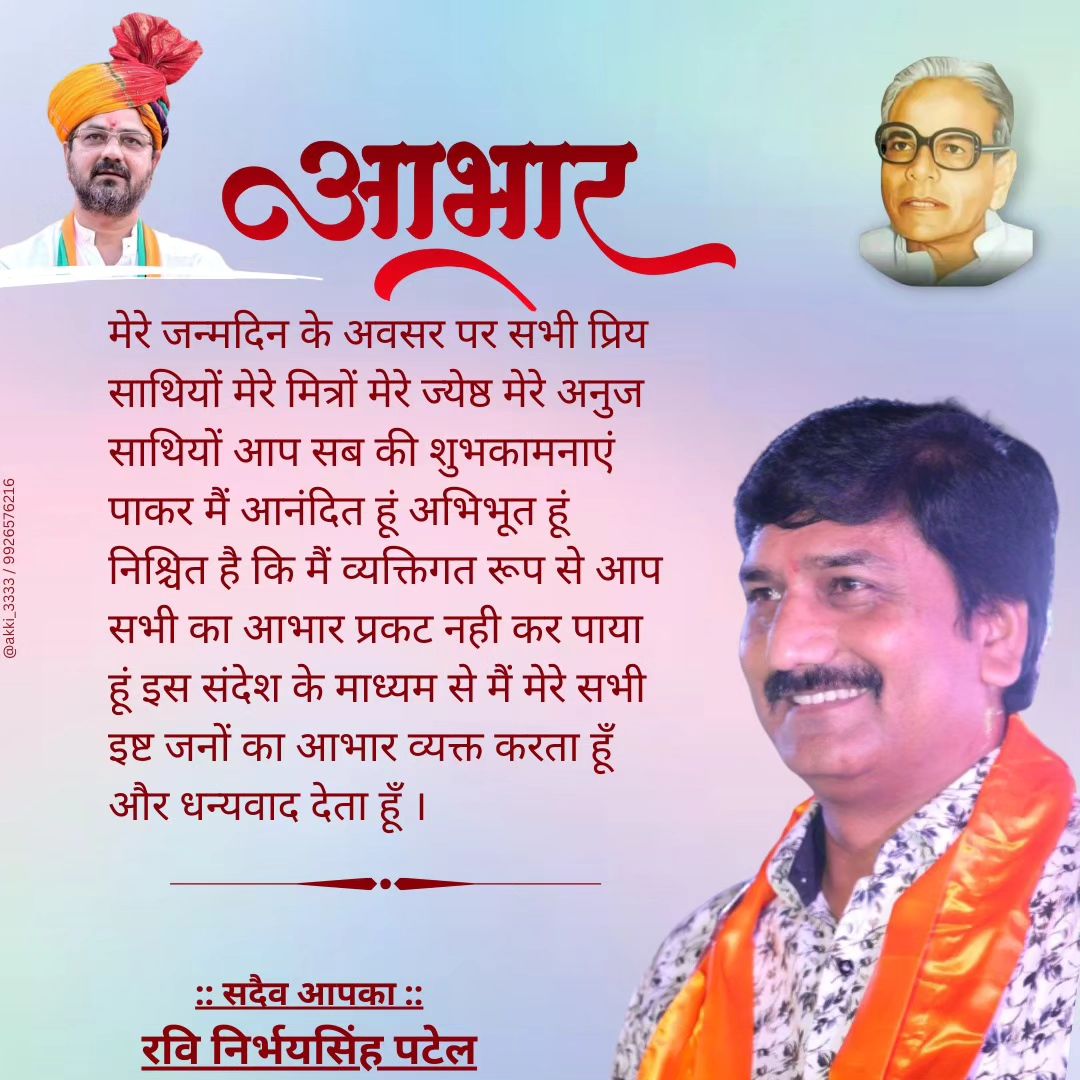 आभार
मेरे जन्मदिन के अवसर पर सभी प्रिय
साथियों मेरे मित्रों मेरे ज्येष्ठ मेरे अनुज
साथियों आप सब की शुभकामनाएं
पाकर मैं आनंदित हूं अभिभूत हूं
निश्चित है कि मैं व्यक्तिगत रूप से आप
सभी का आभार प्रकट नही कर पाया
हूं इस संदेश के माध्यम से मैं मेरे सभी
इष्ट जनों का आभार व्यक्त करता हूँ
और धन्यवाद देता हूँ ।
:: सदैव आपका ::
रवि निर्भयसिंह पटेल
@akki_3333 / 9926576216